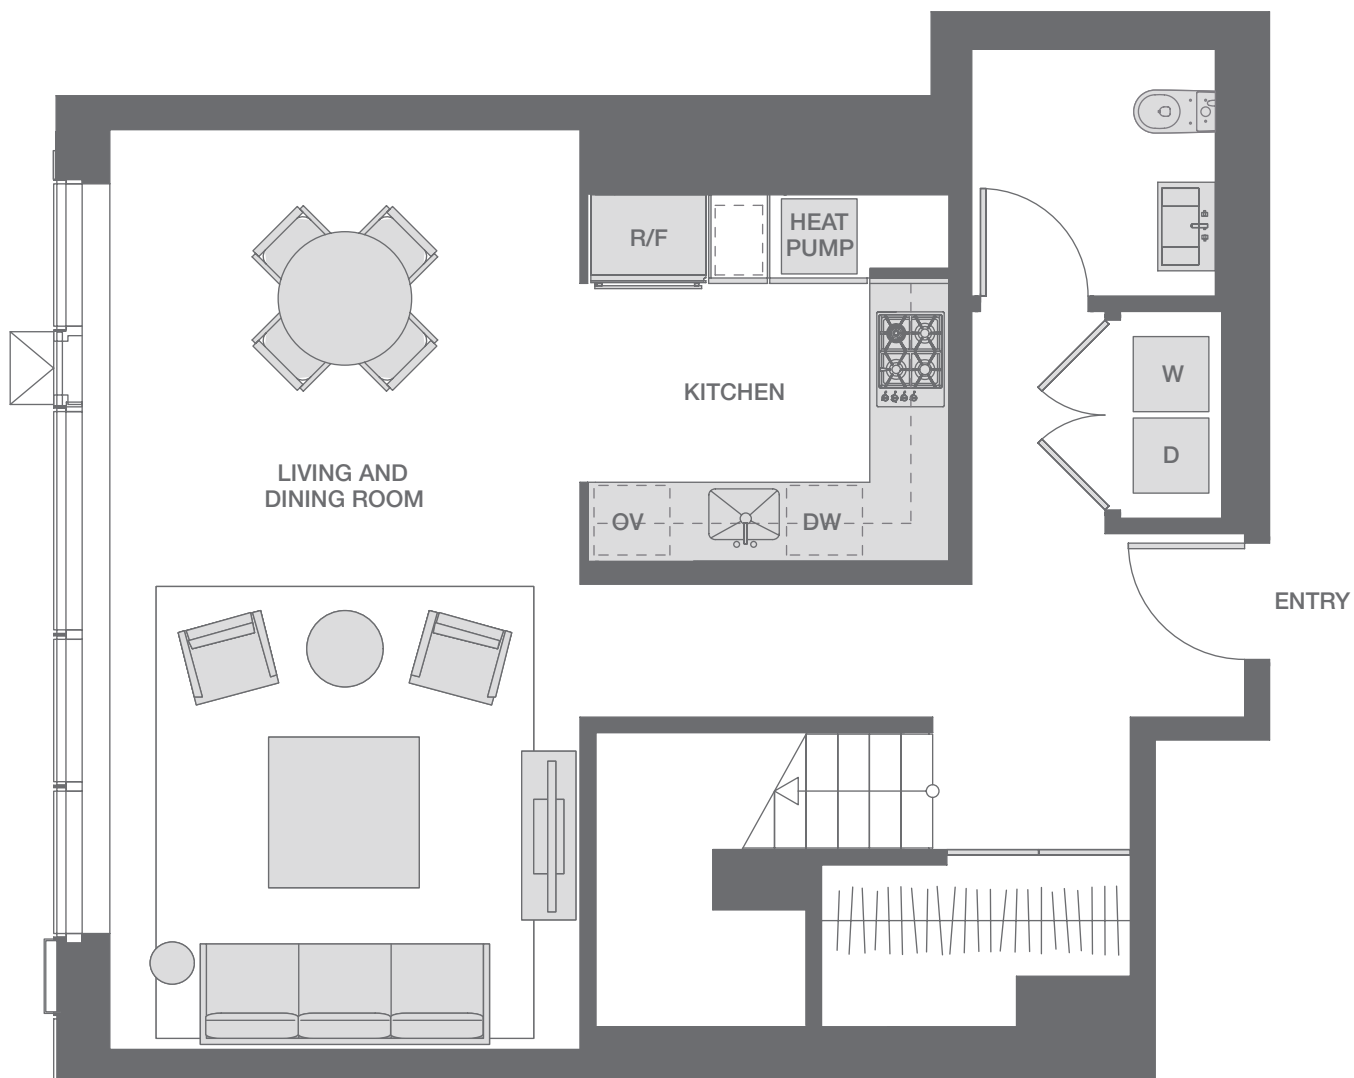 R/F
HEAT
PUMP
KITCHEN
W
D
LIVING AND
DINING ROOM
OV
DW
ENTRY